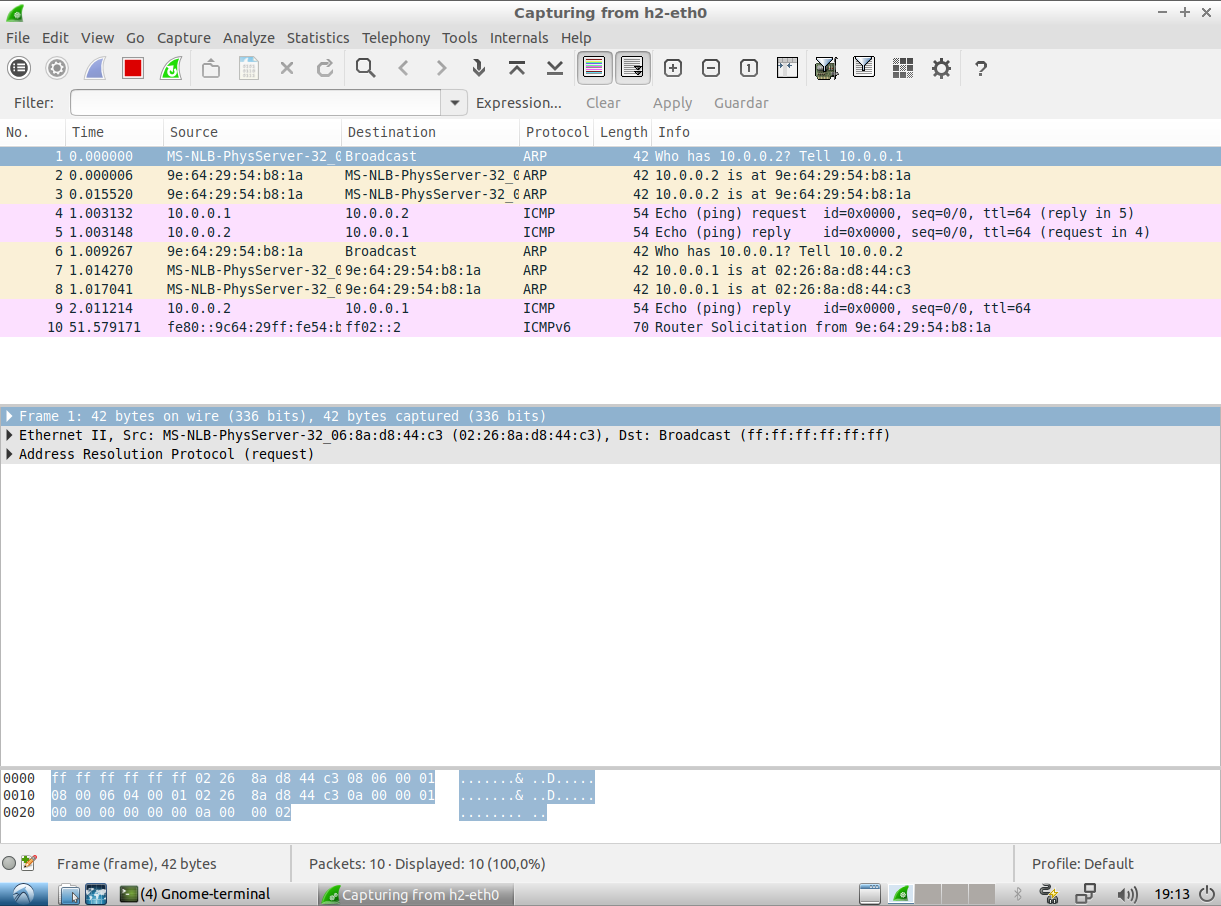 Capturing from h2-eth0
File Edit View Go Capture Analyze Statistics Telephony Tools Internals Help
Filter: Expression... Clear Apply Guardar
No. Time Source Destination Protocol Length Info
1 0.000000 MS-NLB-PhysServer-32_0 Broadcast ARP 42 Who has 10.0.0.2? Tell 10.0.0.1
2 0.000006 9e:64:29:54:b8:1a MS-NLB-PhysServer-32_0 ARP 42 10.0.0.2 is at 9e:64:29:54:b8:1a
3 0.015520 9e:64:29:54:b8:1a MS-NLB-PhysServer-32_0 ARP 42 10.0.0.2 is at 9e:64:29:54:b8:1a
4 1.003132 10.0.0.1 10.0.0.2 ICMP 54 Echo (ping) request id=0x0000, seq=0/0, ttl=64 (reply in 5)
5 1.003148 10.0.0.2 10.0.0.1 ICMP 54 Echo (ping) reply id=0x0000, seq=0/0, ttl=64 (request in 4)
6 1.009267 9e:64:29:54:b8:1a Broadcast ARP 42 Who has 10.0.0.1? Tell 10.0.0.2
7 1.014270 MS-NLB-PhysServer-32_0 9e:64:29:54:b8:1a ARP 42 10.0.0.1 is at 02:26:8a:d8:44:c3
8 1.017041 MS-NLB-PhysServer-32_0 9e:64:29:54:b8:1a ARP 42 10.0.0.1 is at 02:26:8a:d8:44:c3
9 2.011214 10.0.0.2 10.0.0.1 ICMP 54 Echo (ping) reply id=0x0000, seq=0/0, ttl=64
10 51.579171 fe80::9c64:29ff:fe54:b ff02::2 ICMPv6 70 Router Solicitation from 9e:64:29:54:b8:1a
Frame 1: 42 bytes on wire (336 bits), 42 bytes captured (336 bits)
Ethernet II, Src: MS-NLB-PhysServer-32_06:8a:d8:44:c3 (02:26:8a:d8:44:c3), Dst: Broadcast (ff:ff:ff:ff:ff:ff)
Address Resolution Protocol (request)
0000 ff ff ff ff ff ff 02 26 8a d8 44 c3 08 06 00 01 .......& ..D.....
0010 08 00 06 04 00 01 02 26 8a d8 44 c3 0a 00 00 01 .......& ..D.....
0020 00 00 00 00 00 00 0a 00 00 02 ........ ..
Frame (frame), 42 bytes Packets: 10 · Displayed: 10 (100,0%) Profile: Default
(4) Gnome-terminal Capturing from h2-eth0 19:13